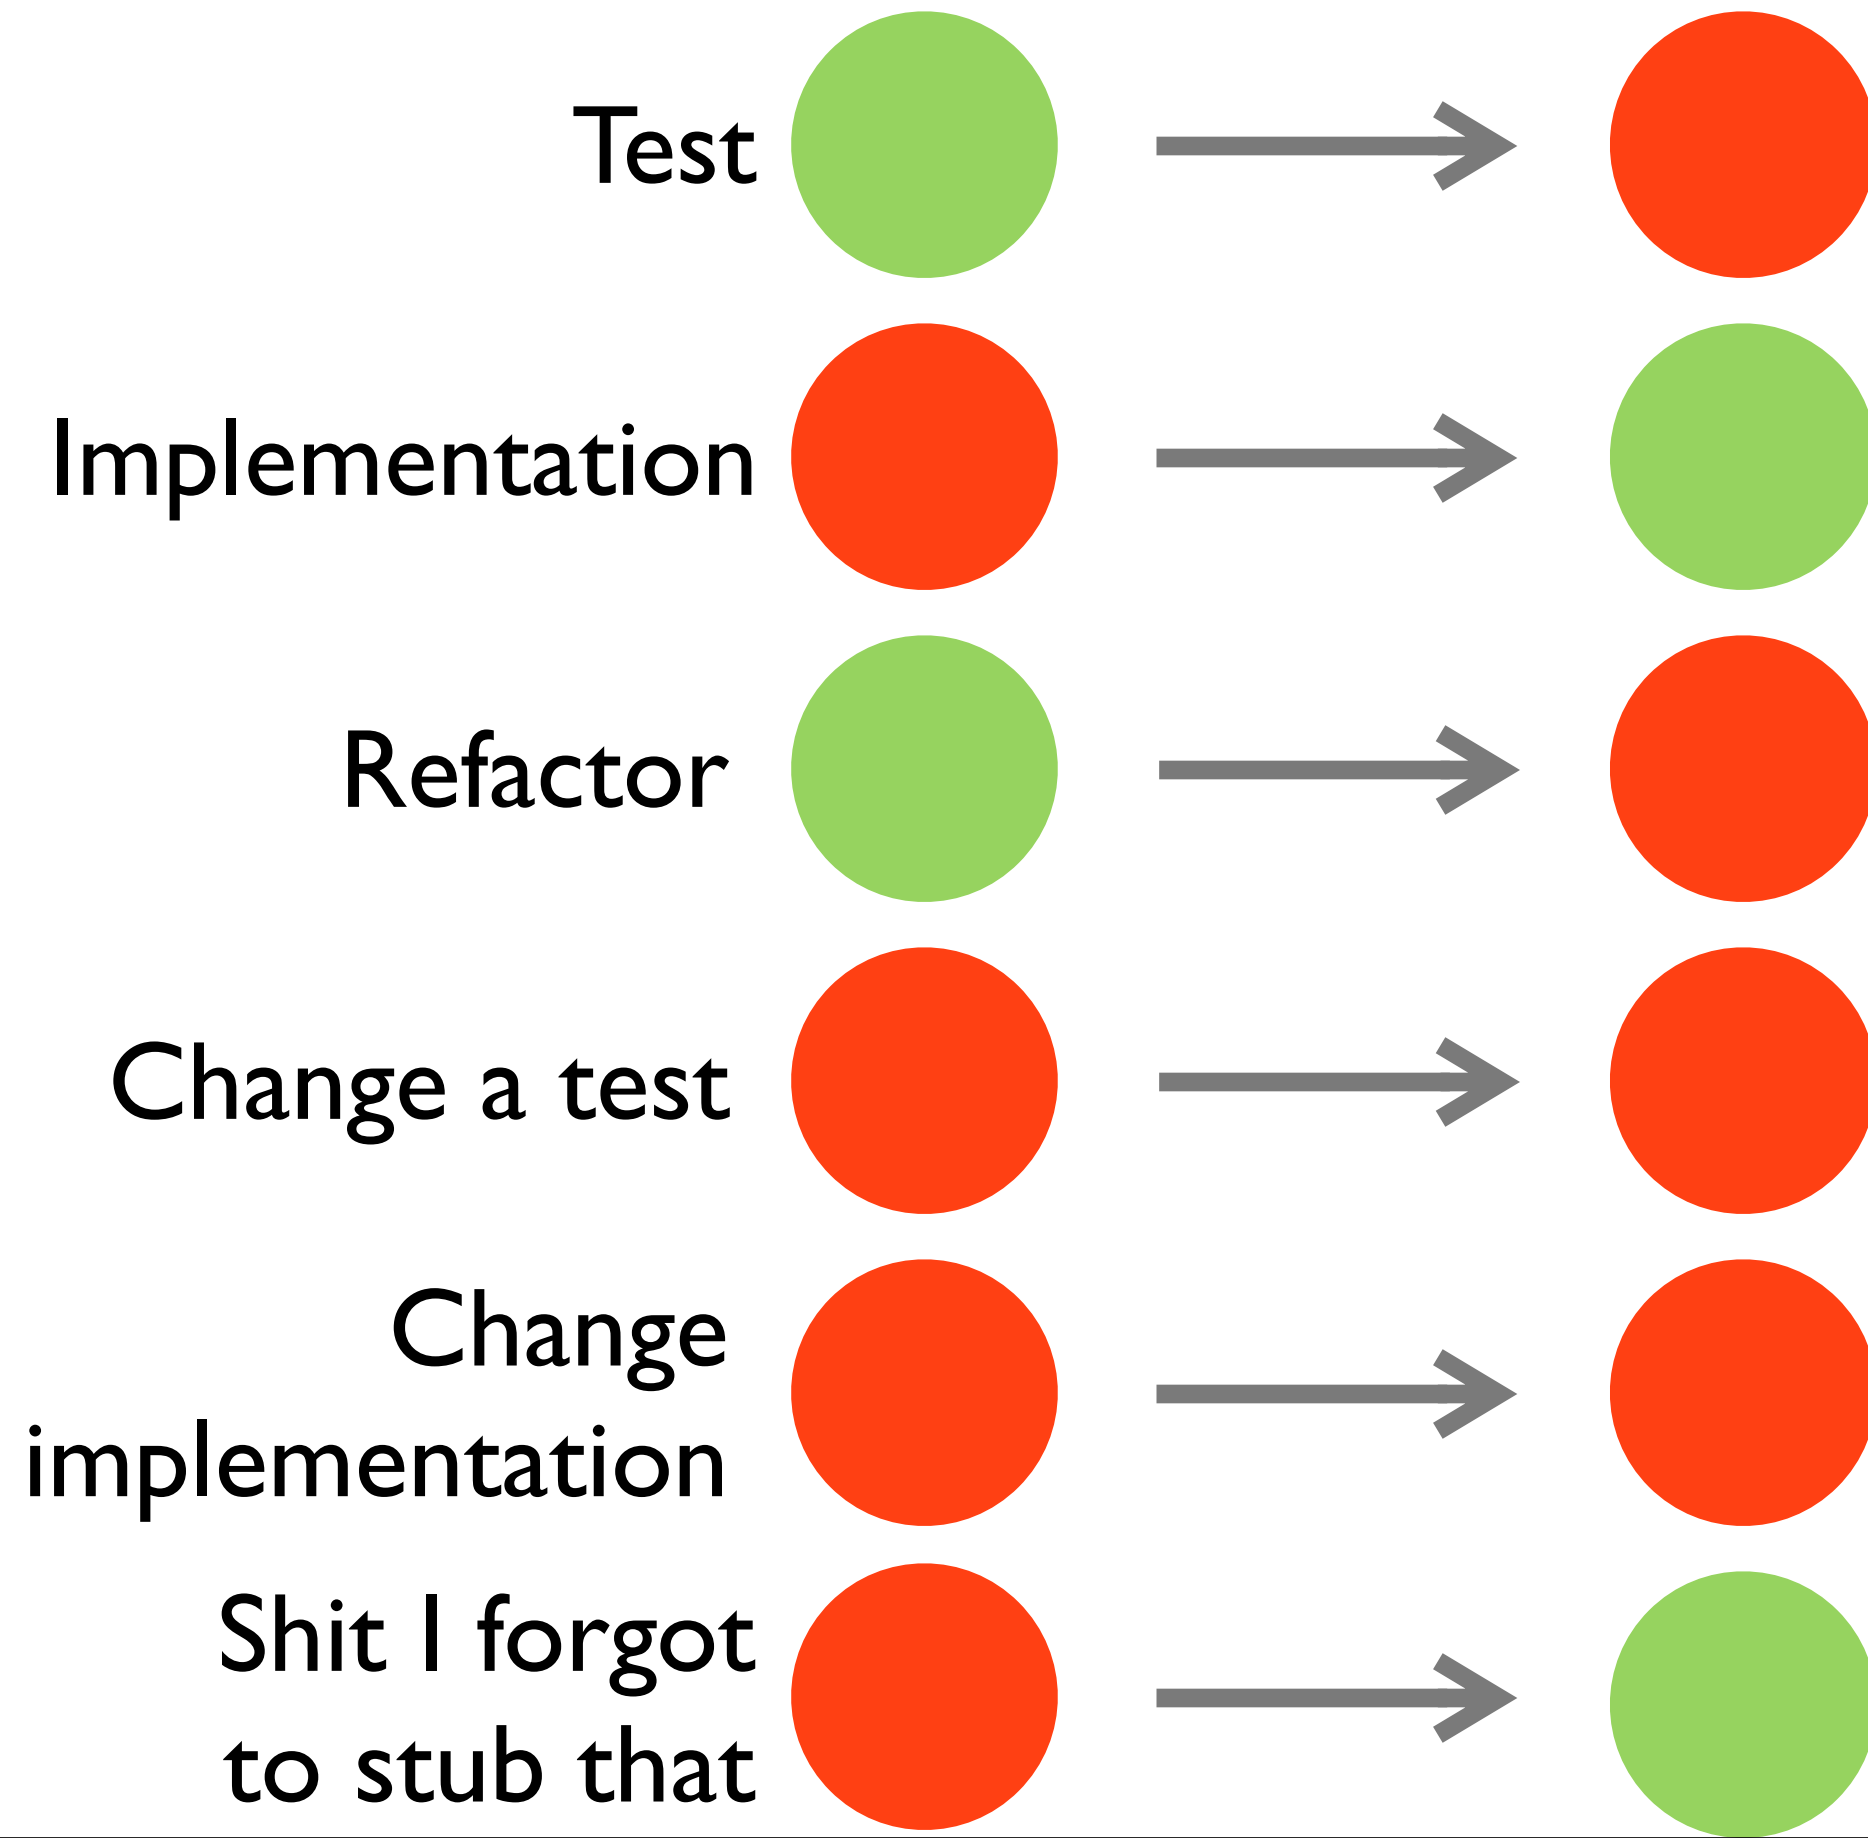 Test
Implementation
Refactor
Change a test
Change
implementation
Shit I forgot
to stub that